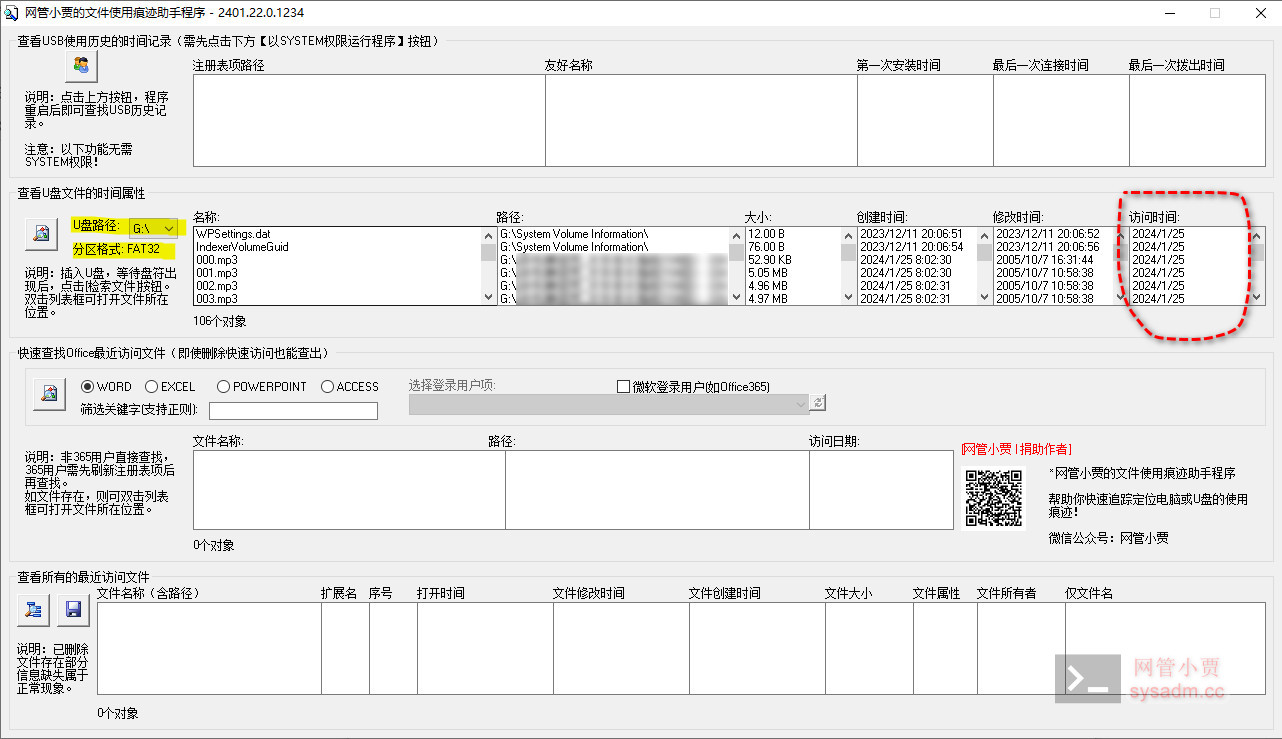 网管小贾的文件使用痕迹助手程序 - 2401.22.0.1234
查看USB使用历史的时间记录（需先点击下方【以SYSTEM权限运行程序】按钮）
注册表项路径 友好名称 第一次安装时间 最后一次连接时间 最后一次拨出时间
说明：点击上方按钮，程序
重启后即可查找USB历史记
录。
注意：以下功能无需
SYSTEM权限！
查看U盘文件的时间属性
U盘路径: G:\
分区格式: FAT32
说明：插入U盘，等待盘符出
现后，点击[检索文件]按钮。
双击列表框可打开文件所在
位置。
名称: 路径: 大小: 创建时间: 修改时间: 访问时间:
WPSettings.dat G:\System Volume Information\ 12.00 B 2023/12/11 20:06:51 2023/12/11 20:06:52 2024/1/25
IndexerVolumeGuid G:\System Volume Information\ 76.00 B 2023/12/11 20:06:54 2023/12/11 20:06:56 2024/1/25
000.mp3 G:\ 52.90 KB 2024/1/25 8:02:30 2005/10/7 16:31:44 2024/1/25
001.mp3 G:\ 5.05 MB 2024/1/25 8:02:30 2005/10/7 10:58:38 2024/1/25
002.mp3 G:\ 4.96 MB 2024/1/25 8:02:31 2005/10/7 10:58:38 2024/1/25
003.mp3 G:\ 4.97 MB 2024/1/25 8:02:31 2005/10/7 10:58:38 2024/1/25
106个对象
快速查找Office最近访问文件（即使删除快速访问也能查出）
WORD EXCEL POWERPOINT ACCESS
筛选关键字(支持正则):
选择登录用户项: 微软登录用户(如Office365)
说明：非365用户直接查找，
365用户需先刷新注册表项后
再查找。
如文件存在，则可双击列表
框可打开文件所在位置。
文件名称: 路径: 访问日期:
0个对象
[网管小贾 | 捐助作者]
*网管小贾的文件使用痕迹助手程序
帮助你快速追踪定位电脑或U盘的使用
痕迹！
微信公众号：网管小贾
查看所有的最近访问文件
文件名称（含路径） 扩展名 序号 打开时间 文件修改时间 文件创建时间 文件大小 文件属性 文件所有者 仅文件名
说明：已删除
文件存在部分
信息缺失属于
正常现象。
0个对象
网管小贾
sysadm.cc